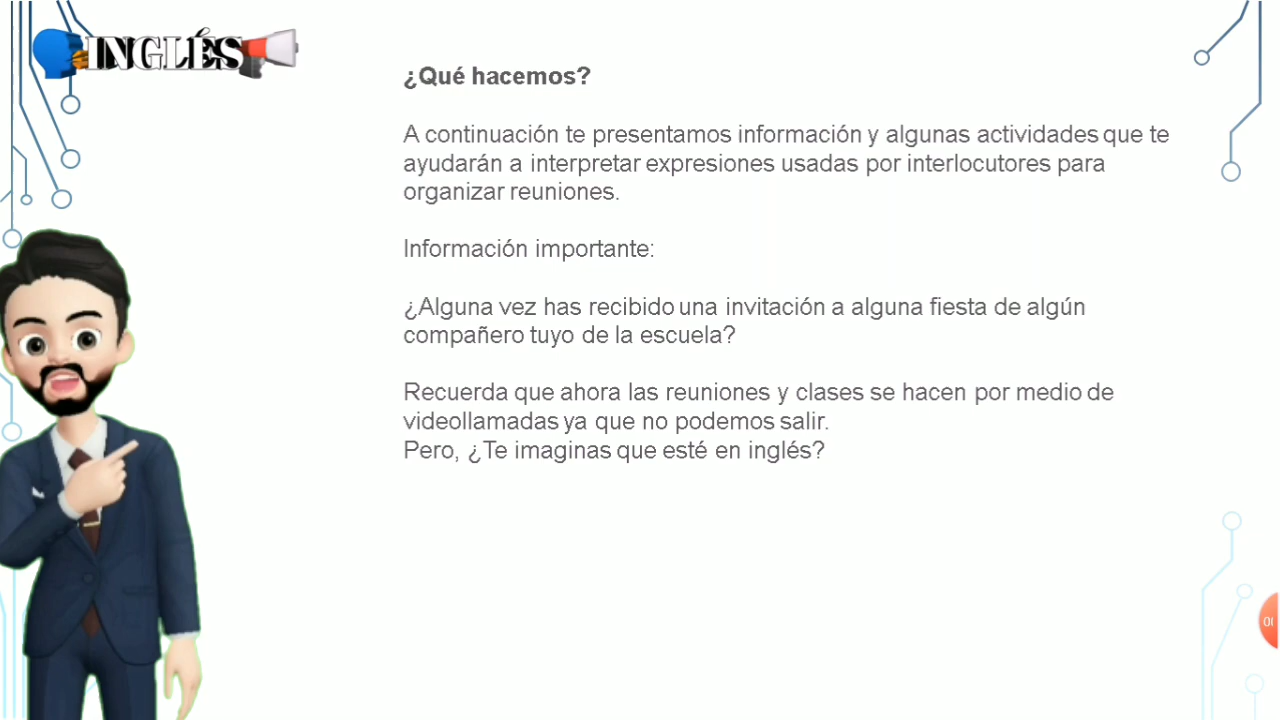 INGLÉS
¿Qué hacemos?
A continuación te presentamos información y algunas actividades que te
ayudarán a interpretar expresiones usadas por interlocutores para
organizar reuniones.
Información importante:
¿Alguna vez has recibido una invitación a alguna fiesta de algún
compañero tuyo de la escuela?
Recuerda que ahora las reuniones y clases se hacen por medio de
videollamadas ya que no podemos salir.
Pero, ¿Te imaginas que esté en inglés?